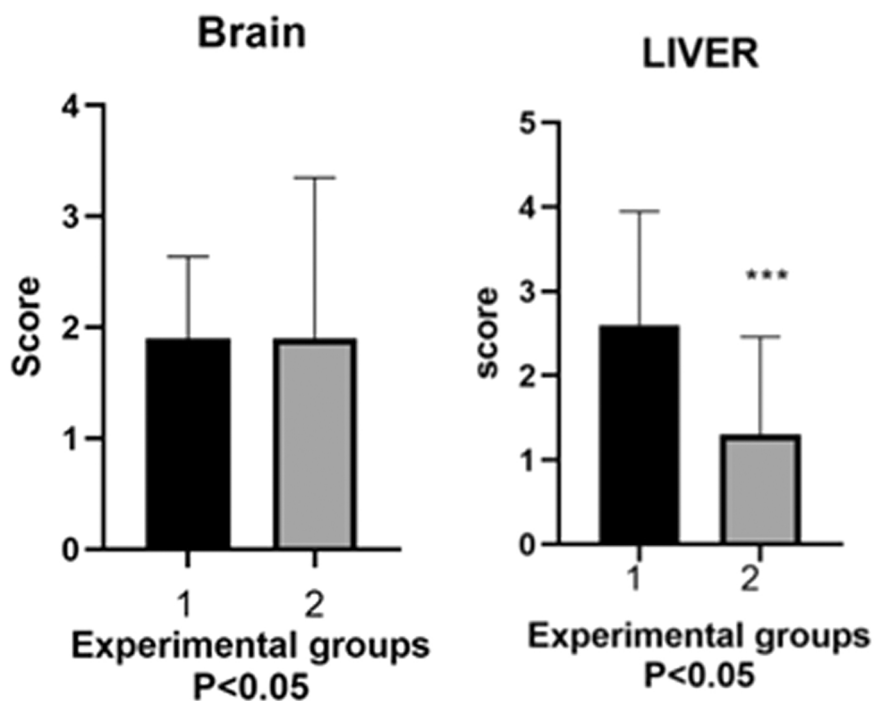 Brain
4
3
2
1
0
Score
1 2
Experimental groups
P<0.05
LIVER
5
4
3
2
1
0
score
***
1 2
Experimental groups
P<0.05